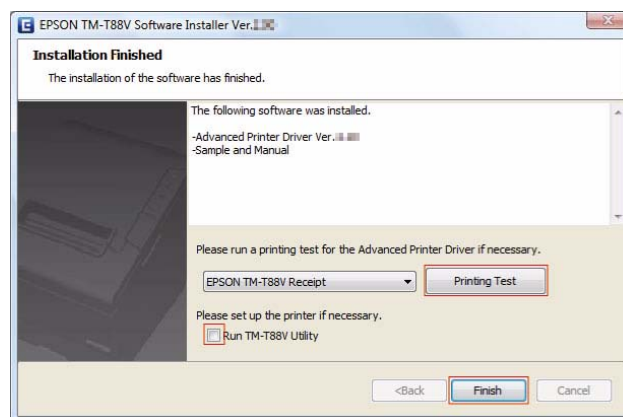 EPSON TM-T88V Software Installer Ver.
Installation Finished
The installation of the software has finished.
The following software was installed.
-Advanced Printer Driver Ver.
-Sample and Manual
Please run a printing test for the Advanced Printer Driver if necessary.
EPSON TM-T88V Receipt
Printing Test
Please set up the printer if necessary.
Run TM-T88V Utility
<Back
Finish
Cancel